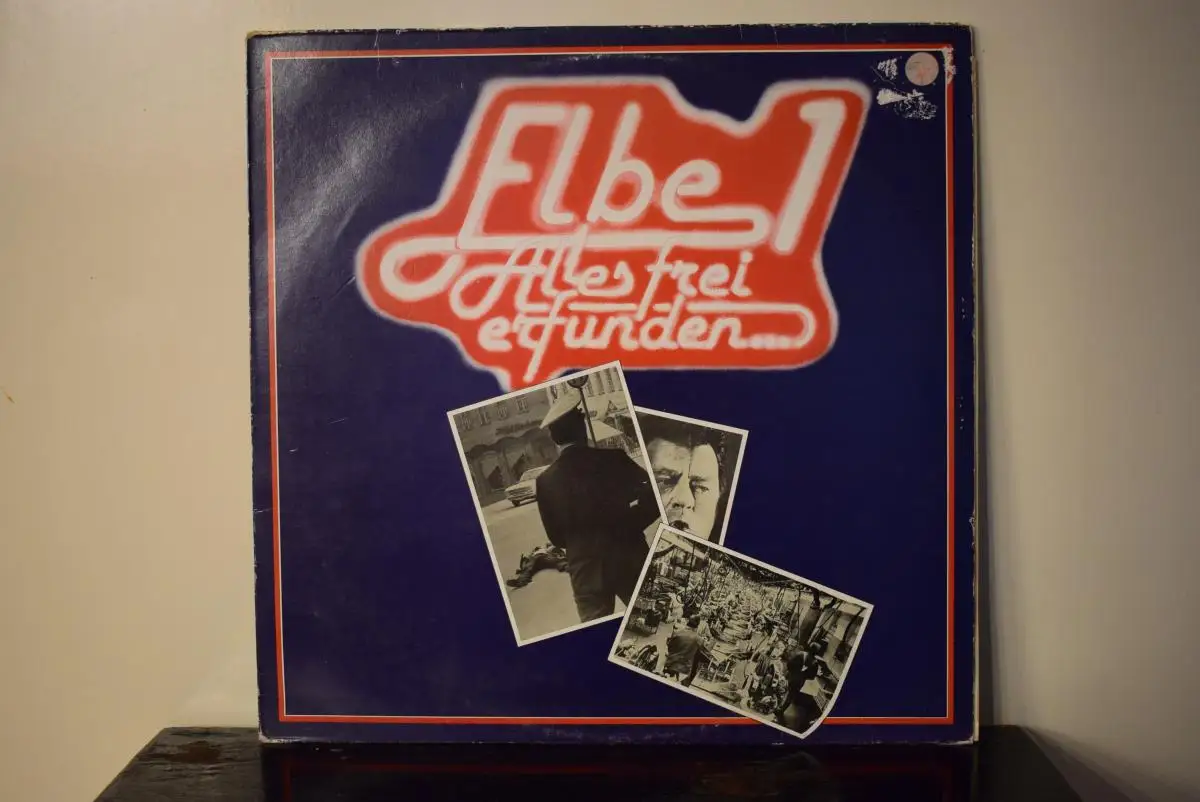 Elbe 1
Alles frei
erfunden....